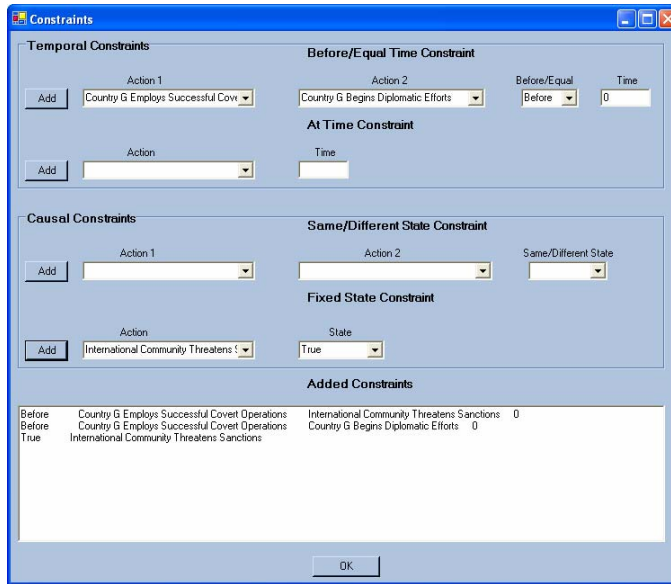 Constraints
Temporal Constraints
Before/Equal Time Constraint
Action 1 Action 2 Before/Equal Time
Add Country G Employs Successful Cove Country G Begins Diplomatic Efforts Before 0
At Time Constraint
Action Time
Add
Causal Constraints
Same/Different State Constraint
Action 1 Action 2 Same/Different State
Add
Fixed State Constraint
Action State
Add International Community Threatens S True
Added Constraints
Before Country G Employs Successful Covert Operations International Community Threatens Sanctions 0
Before Country G Employs Successful Covert Operations Country G Begins Diplomatic Efforts 0
True International Community Threatens Sanctions
OK